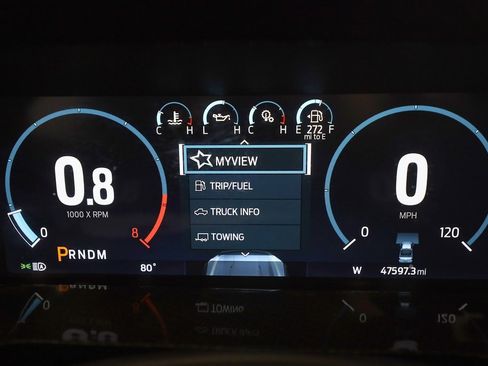 C H L H C H E F
272
mi to E
MYVIEW
TRIP/FUEL
TRUCK INFO
TOWING
0.8
1000 X RPM
0 8
PRNDM
80°
0
MPH
0 120
W 47597.3 mi